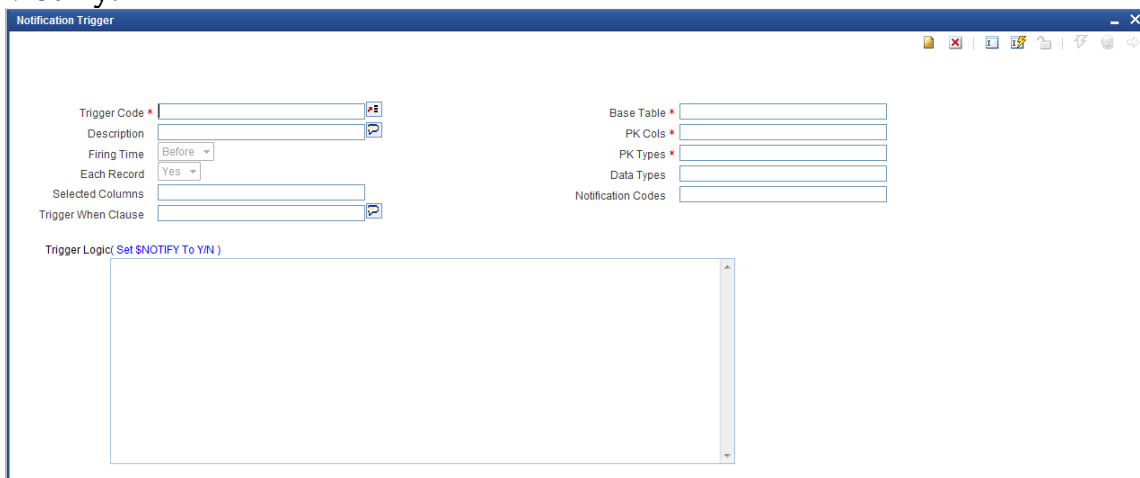 Notification Trigger
Trigger Code *
Description
Firing Time Before
Each Record Yes
Selected Columns
Trigger When Clause
Base Table *
PK Cols *
PK Types *
Data Types
Notification Codes
Trigger Logic( Set $NOTIFY To Y/N )